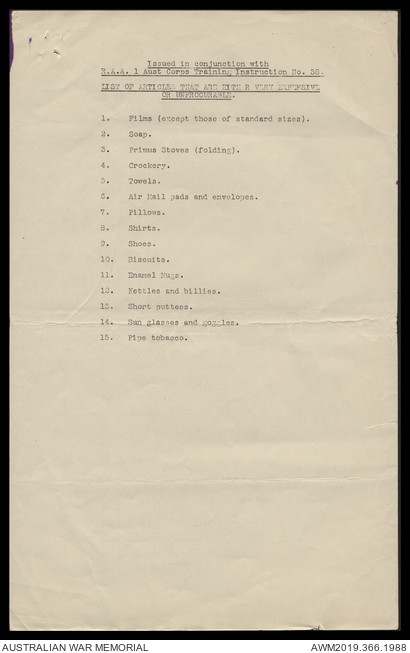 Issued in conjunction with
R.A.A. 1 Aust Corps Training Instruction No. 38.
LIST OF ARTICLES THAT ARE EITH R VERY EXPENSIVE
OR UNPROCURABLE.
1. Films (except those of standard sizes).
2. Soap.
3. Primus Stoves (folding).
4. Crockery.
5. Towels.
6. Air Mail pads and envelopes.
7. Pillows.
8. Shirts.
9. Shoes.
10. Biscuits.
11. Enamel Mugs.
12. Kettles and billies.
13. Short puttees.
14. Sun glasses and goggles.
15. Pipe tobacco.
AUSTRALIAN WAR MEMORIAL
AWM2019.366.1988